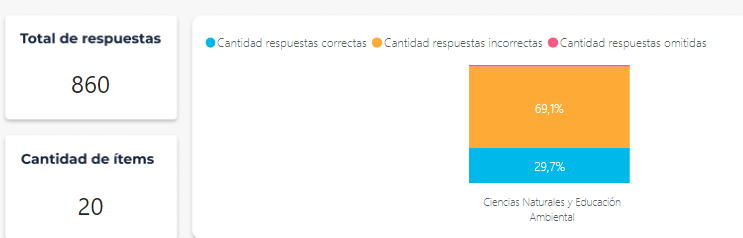 Total de respuestas
860
Cantidad de ítems
20
Cantidad respuestas correctas Cantidad respuestas incorrectas Cantidad respuestas omitidas
69,1%
29,7%
Ciencias Naturales y Educación
Ambiental